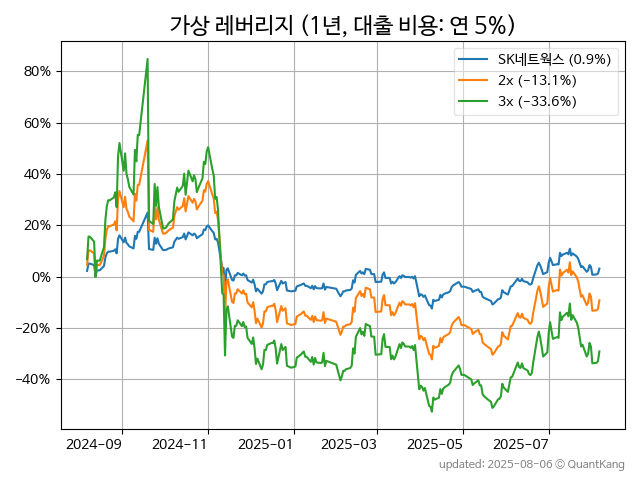 가상 레버리지 (1년, 대출 비용: 연 5%)
SK네트웍스 (0.9%)
2x (−13.1%)
3x (−33.6%)
80%
60%
40%
20%
0%
−20%
−40%
2024-09 2024-11 2025-01 2025-03 2025-05 2025-07
updated: 2025-08-06 © QuantKang